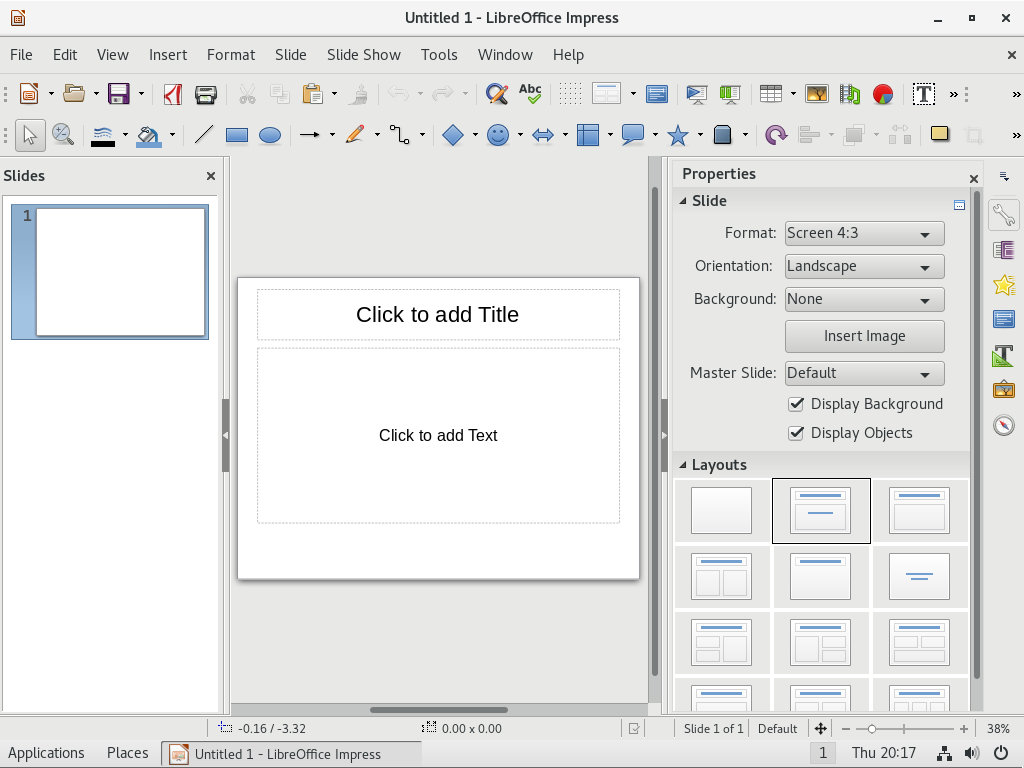 Untitled 1 - LibreOffice Impress
File Edit View Insert Format Slide Slide Show Tools Window Help
Abc
T
Slides
1
Click to add Title
Click to add Text
Properties
Slide
Format: Screen 4:3
Orientation: Landscape
Background: None
Insert Image
Master Slide: Default
Display Background
Display Objects
Layouts
-0.16 / -3.32
0.00 x 0.00
Slide 1 of 1
Default
38%
Applications Places Untitled 1 - LibreOffice Impress 1 Thu 20:17